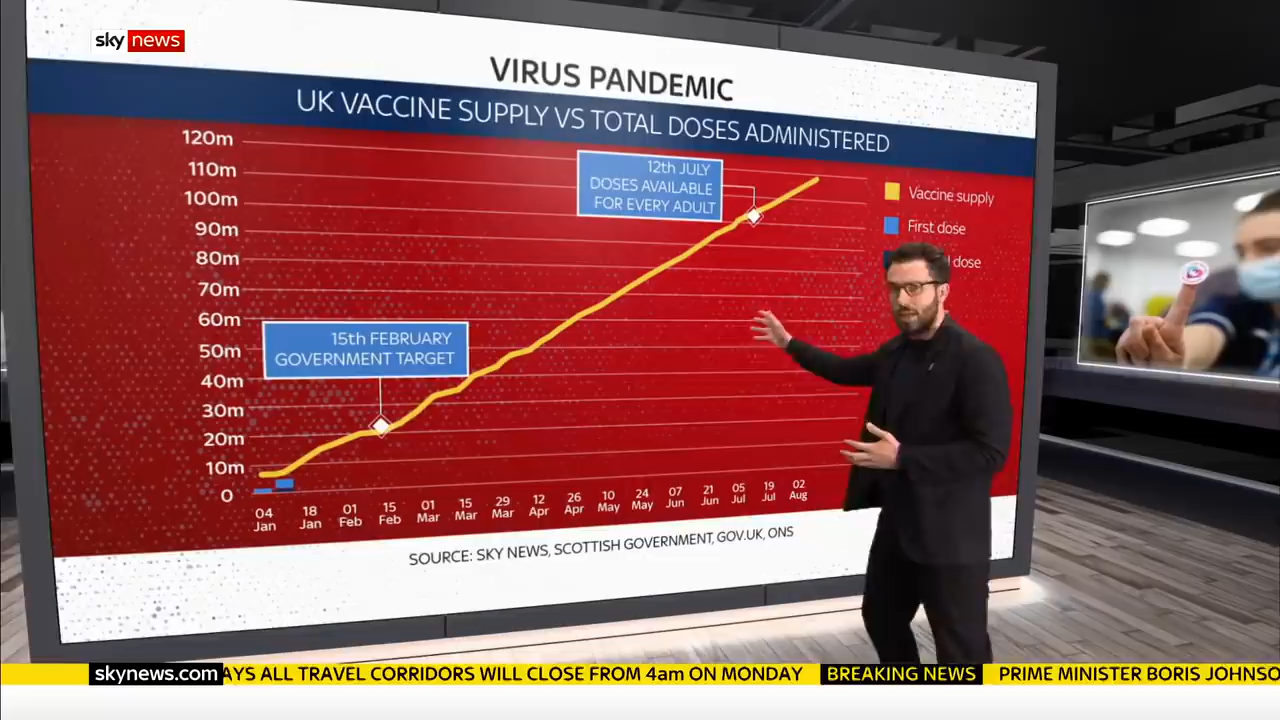 sky news
VIRUS PANDEMIC
UK VACCINE SUPPLY VS TOTAL DOSES ADMINISTERED
120m
110m
100m
90m
80m
70m
60m
50m
40m
30m
20m
10m
0
12th JULY
DOSES AVAILABLE
FOR EVERY ADULT
15th FEBRUARY
GOVERNMENT TARGET
Vaccine supply
First dose
dose
04 Jan
18 Jan
01 Feb
15 Feb
01 Mar
15 Mar
29 Mar
12 Apr
26 Apr
10 May
24 May
07 Jun
21 Jun
05 Jul
19 Jul
02 Aug
SOURCE: SKY NEWS, SCOTTISH GOVERNMENT, GOV.UK, ONS
skynews.com AYS ALL TRAVEL CORRIDORS WILL CLOSE FROM 4am ON MONDAY BREAKING NEWS PRIME MINISTER BORIS JOHNSO